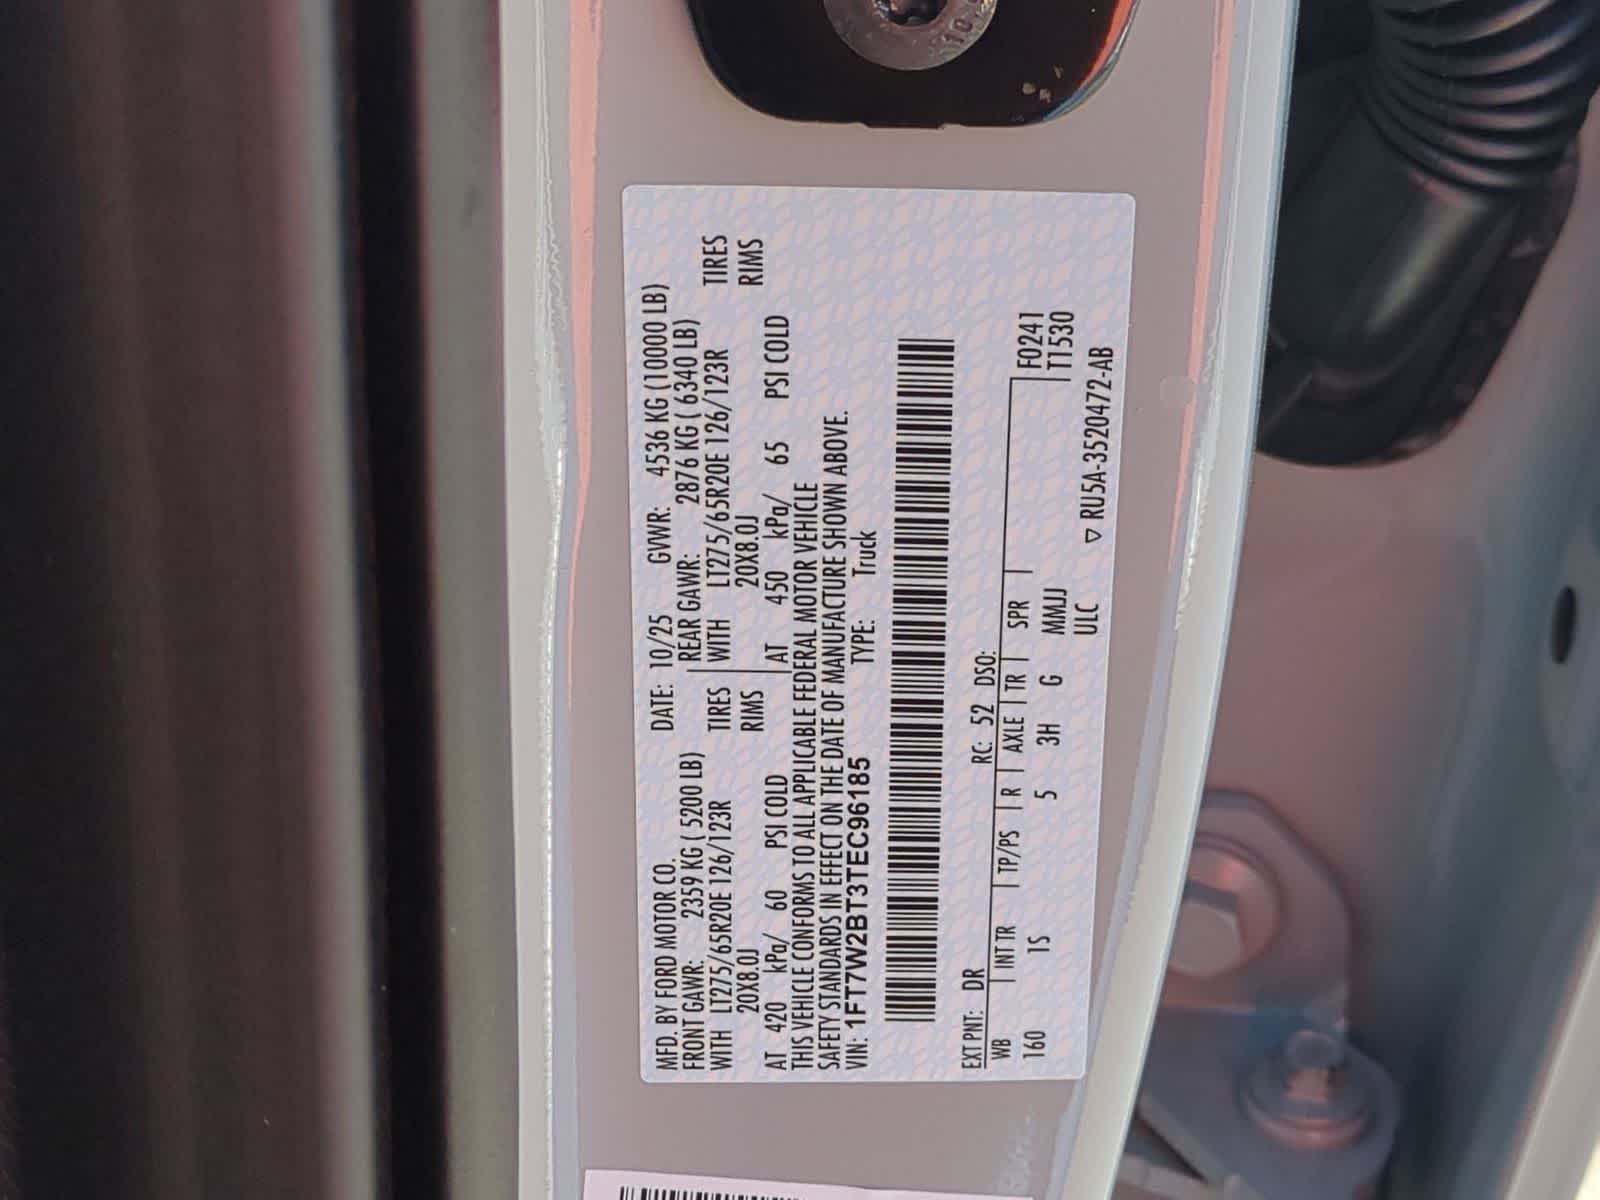 MFD. BY FORD MOTOR CO. DATE: 10/25 GVWR: 4536 KG (10000 LB)
FRONT GAWR: 2359 KG ( 5200 LB) REAR GAWR: 2876 KG ( 6340 LB)
WITH LT275/65R20E 126/123R TIRES WITH LT275/65R20E 126/123R TIRES
20X8.0J RIMS 20X8.0J RIMS
AT 420 kPa/ 60 PSI COLD AT 450 kPa/ 65 PSI COLD
THIS VEHICLE CONFORMS TO ALL APPLICABLE FEDERAL MOTOR VEHICLE
SAFETY STANDARDS IN EFFECT ON THE DATE OF MANUFACTURE SHOWN ABOVE.
VIN: 1FT7W2BT3TEC96185 TYPE: Truck
EXT PNT: DR RC: 52 DSO:
WB INT TR TP/PS R AXLE TR SPR F0241
160 1S 5 3H G MMJJ T1530
ULC ▽ RU5A-3520472-AB